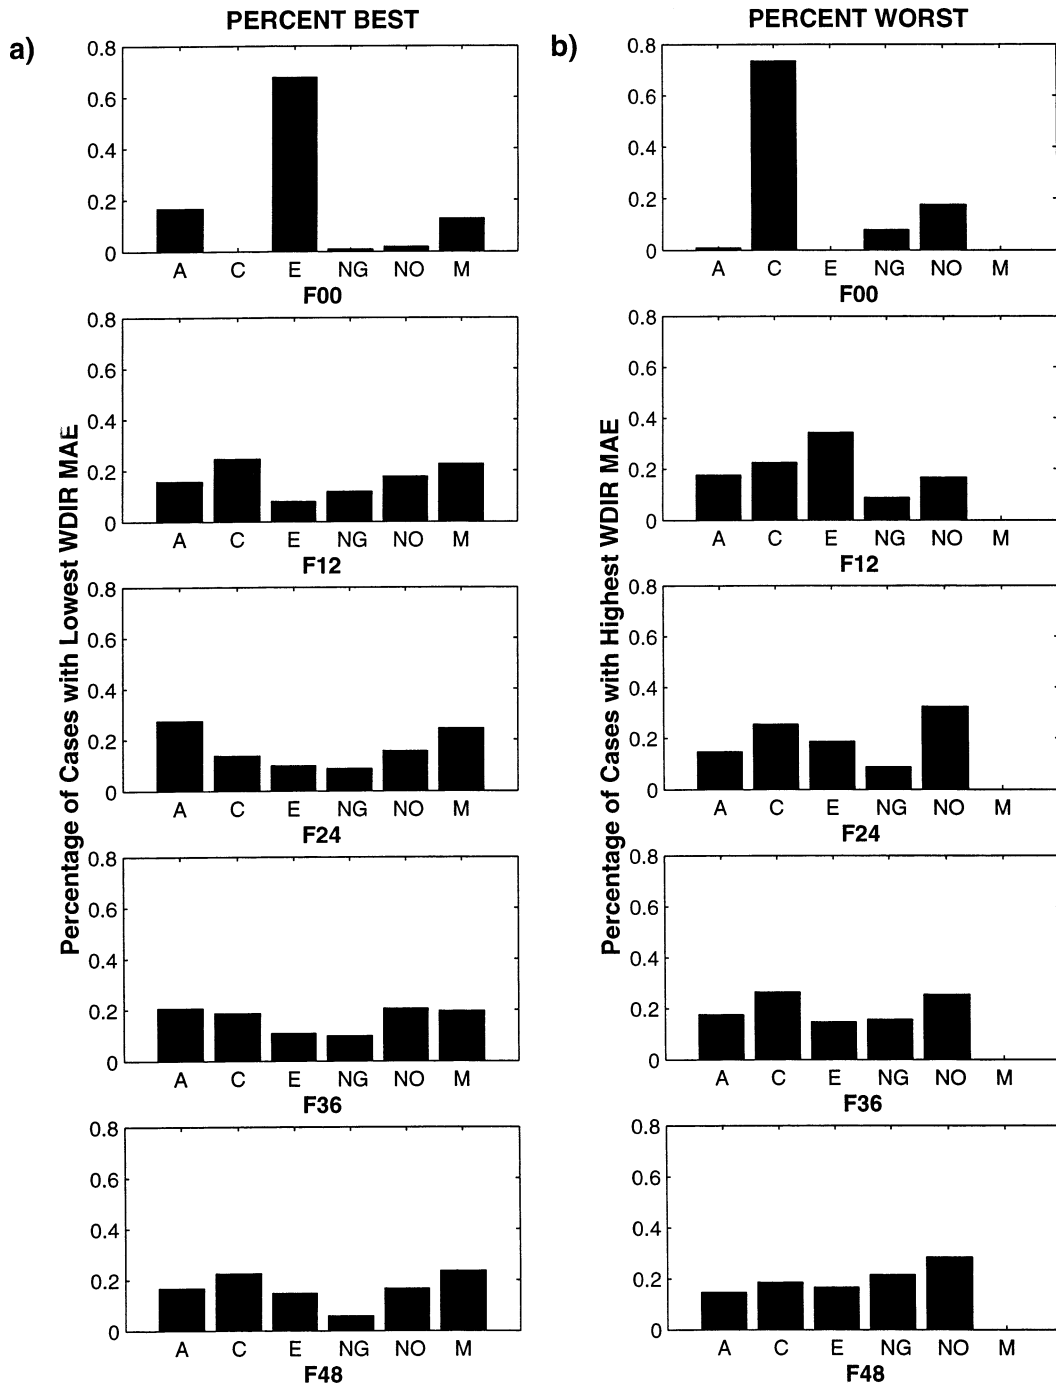 a)
PERCENT BEST
Percentage of Cases with Lowest WDIR MAE
0.8
0.6
0.4
0.2
0
A C E NG NO M
F00
0.8
0.6
0.4
0.2
0
A C E NG NO M
F12
0.8
0.6
0.4
0.2
0
A C E NG NO M
F24
0.8
0.6
0.4
0.2
0
A C E NG NO M
F36
0.8
0.6
0.4
0.2
0
A C E NG NO M
F48
b)
PERCENT WORST
Percentage of Cases with Highest WDIR MAE
0.8
0.6
0.4
0.2
0
A C E NG NO M
F00
0.8
0.6
0.4
0.2
0
A C E NG NO M
F12
0.8
0.6
0.4
0.2
0
A C E NG NO M
F24
0.8
0.6
0.4
0.2
0
A C E NG NO M
F36
0.8
0.6
0.4
0.2
0
A C E NG NO M
F48